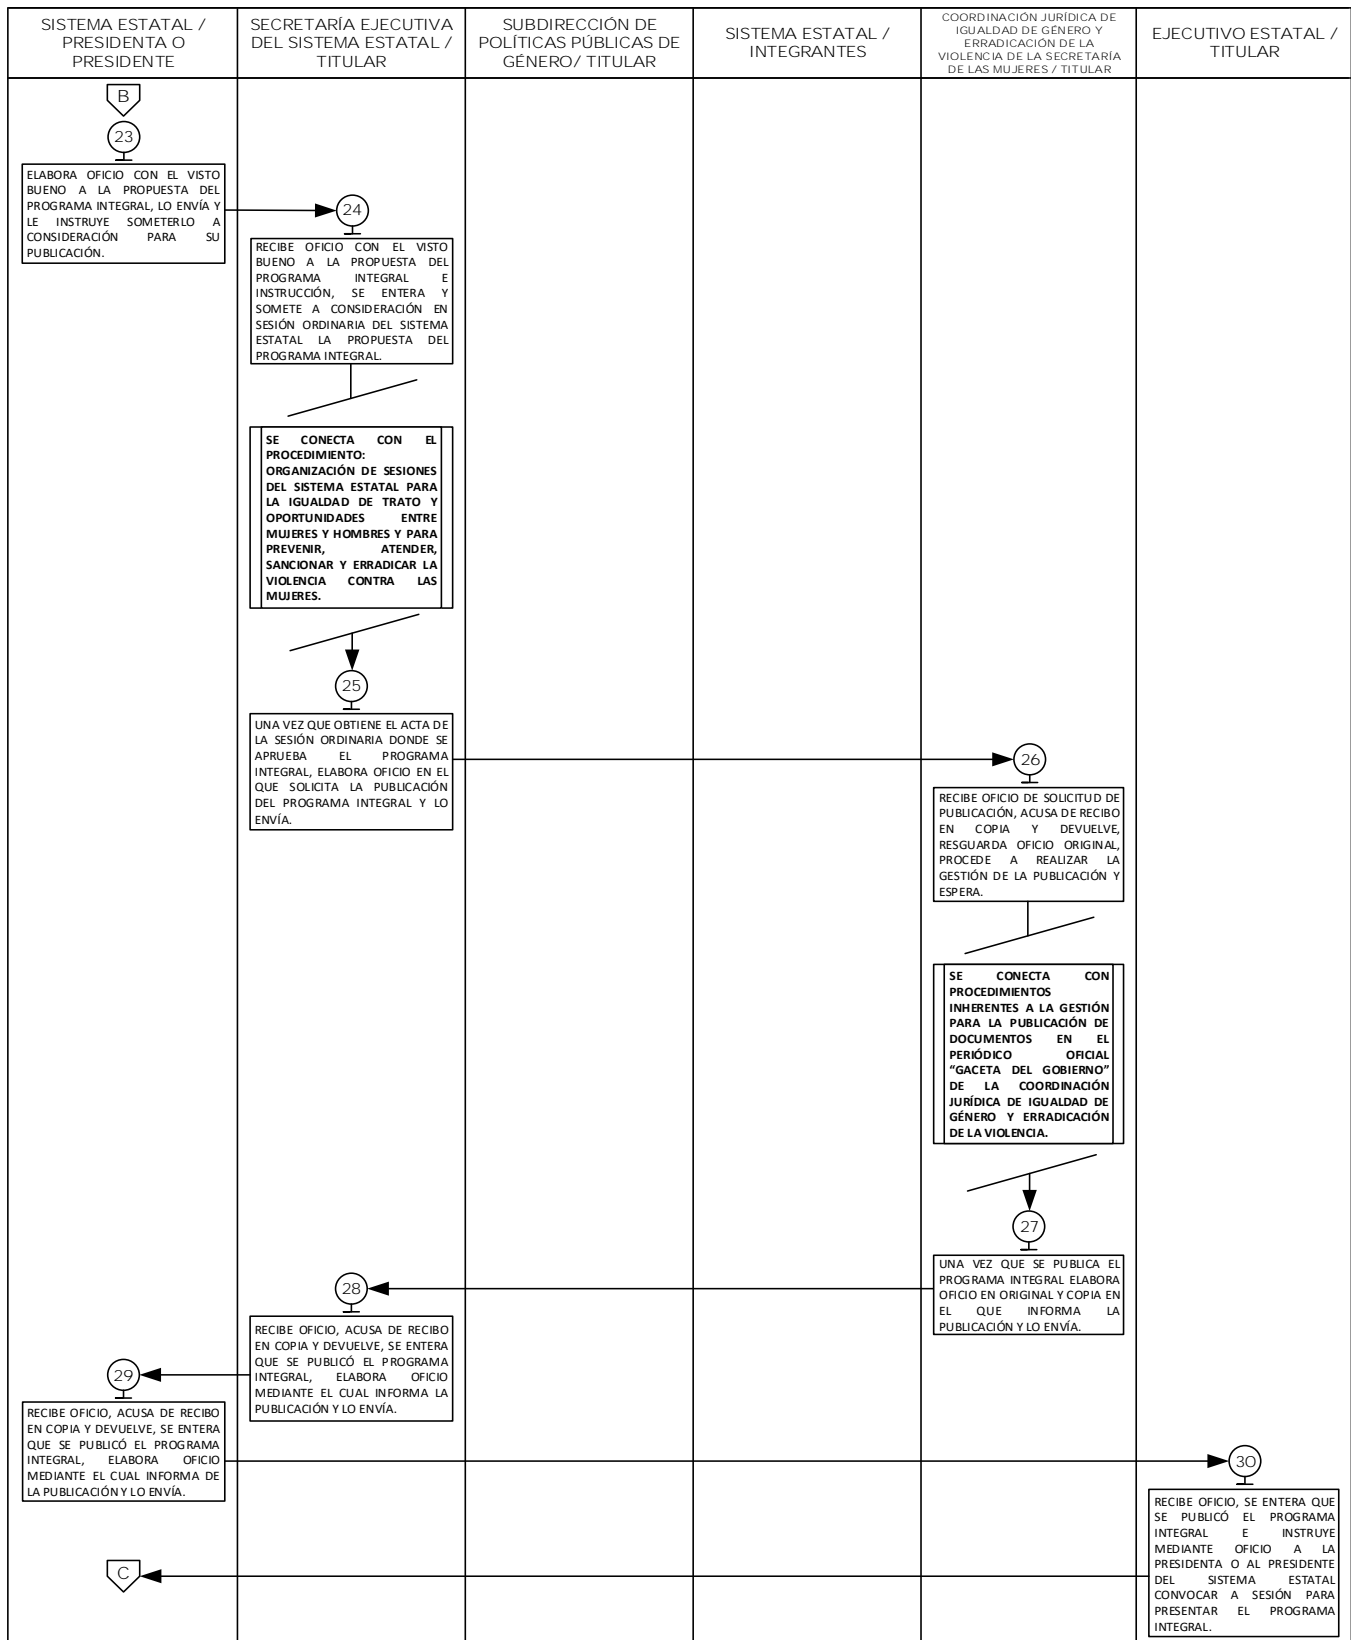 SISTEMA ESTATAL /
PRESIDENTA O
PRESIDENTE
SECRETARÍA EJECUTIVA
DEL SISTEMA ESTATAL /
TITULAR
SUBDIRECCIÓN DE
POLÍTICAS PÚBLICAS DE
GÉNERO/ TITULAR
SISTEMA ESTATAL /
INTEGRANTES
COORDINACIÓN JURÍDICA DE
IGUALDAD DE GÉNERO Y
ERRADICACIÓN DE LA
VIOLENCIA DE LA SECRETARÍA
DE LAS MUJERES / TITULAR
EJECUTIVO ESTATAL /
TITULAR
B
23
ELABORA OFICIO CON EL VISTO
BUENO A LA PROPUESTA DEL
PROGRAMA INTEGRAL, LO ENVÍA Y
LE INSTRUYE SOMETERLO A
CONSIDERACIÓN PARA SU
PUBLICACIÓN.
24
RECIBE OFICIO CON EL VISTO
BUENO A LA PROPUESTA DEL
PROGRAMA INTEGRAL E
INSTRUCCIÓN, SE ENTERA Y
SOMETE A CONSIDERACIÓN EN
SESIÓN ORDINARIA DEL SISTEMA
ESTATAL LA PROPUESTA DEL
PROGRAMA INTEGRAL.
SE CONECTA CON EL
PROCEDIMIENTO:
ORGANIZACIÓN DE SESIONES
DEL SISTEMA ESTATAL PARA
LA IGUALDAD DE TRATO Y
OPORTUNIDADES ENTRE
MUJERES Y HOMBRES Y PARA
PREVENIR, ATENDER,
SANCIONAR Y ERRADICAR LA
VIOLENCIA CONTRA LAS
MUJERES.
25
UNA VEZ QUE OBTIENE EL ACTA DE
LA SESIÓN ORDINARIA DONDE SE
APRUEBA EL PROGRAMA
INTEGRAL, ELABORA OFICIO EN EL
QUE SOLICITA LA PUBLICACIÓN
DEL PROGRAMA INTEGRAL Y LO
ENVÍA.
26
RECIBE OFICIO DE SOLICITUD DE
PUBLICACIÓN, ACUSA DE RECIBO
EN COPIA Y DEVUELVE,
RESGUARDA OFICIO ORIGINAL,
PROCEDE A REALIZAR LA
GESTIÓN DE LA PUBLICACIÓN Y
ESPERA.
SE CONECTA CON
PROCEDIMIENTOS
INHERENTES A LA GESTIÓN
PARA LA PUBLICACIÓN DE
DOCUMENTOS EN EL
PERIÓDICO OFICIAL
“GACETA DEL GOBIERNO”
DE LA COORDINACIÓN
JURÍDICA DE IGUALDAD DE
GÉNERO Y ERRADICACIÓN
DE LA VIOLENCIA.
27
UNA VEZ QUE SE PUBLICA EL
PROGRAMA INTEGRAL ELABORA
OFICIO EN ORIGINAL Y COPIA EN
EL QUE INFORMA LA
PUBLICACIÓN Y LO ENVÍA.
28
RECIBE OFICIO, ACUSA DE RECIBO
EN COPIA Y DEVUELVE, SE ENTERA
QUE SE PUBLICÓ EL PROGRAMA
INTEGRAL, ELABORA OFICIO
MEDIANTE EL CUAL INFORMA LA
PUBLICACIÓN Y LO ENVÍA.
29
RECIBE OFICIO, ACUSA DE RECIBO
EN COPIA Y DEVUELVE, SE ENTERA
QUE SE PUBLICÓ EL PROGRAMA
INTEGRAL, ELABORA OFICIO
MEDIANTE EL CUAL INFORMA DE
LA PUBLICACIÓN Y LO ENVÍA.
30
RECIBE OFICIO, SE ENTERA QUE
SE PUBLICÓ EL PROGRAMA
INTEGRAL E INSTRUYE
MEDIANTE OFICIO A LA
PRESIDENTA O AL PRESIDENTE
DEL SISTEMA ESTATAL
CONVOCAR A SESIÓN PARA
PRESENTAR EL PROGRAMA
INTEGRAL.
C